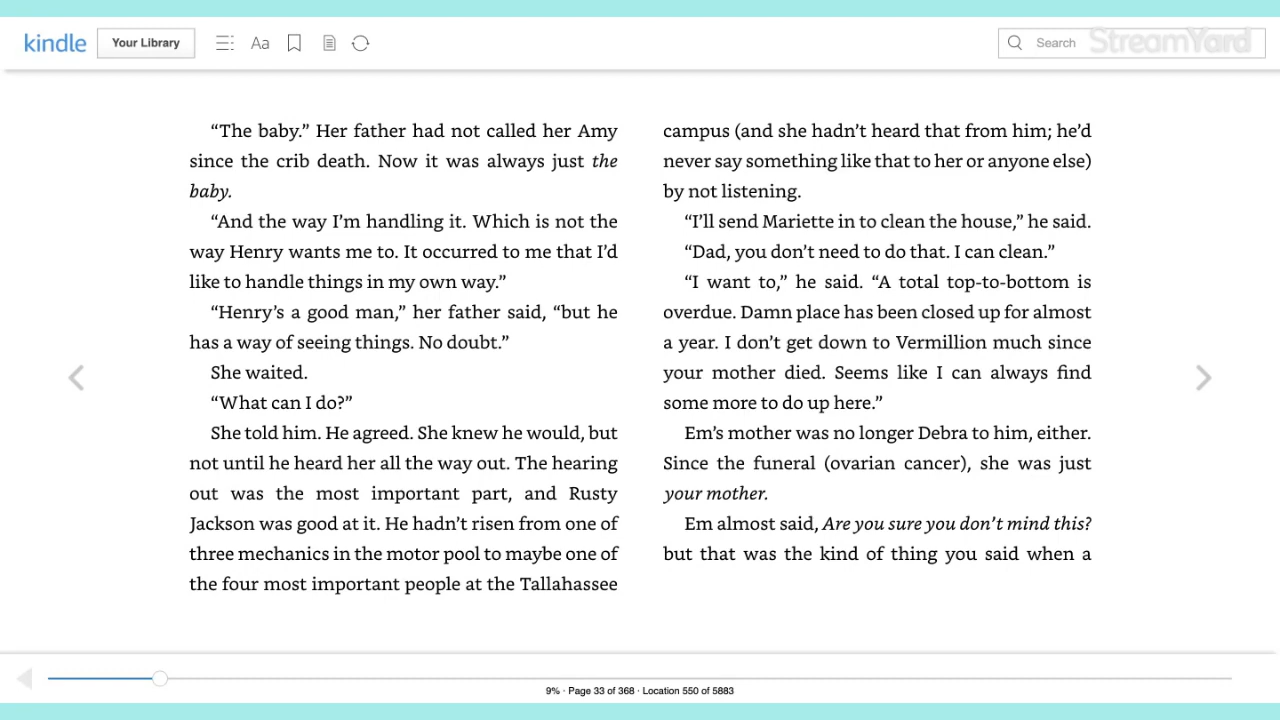 kindle
Your Library
Aa
Search
StreamYard
“The baby.” Her father had not called her Amy
since the crib death. Now it was always just the
baby.
“And the way I’m handling it. Which is not the
way Henry wants me to. It occurred to me that I’d
like to handle things in my own way.”
“Henry’s a good man,” her father said, “but he
has a way of seeing things. No doubt.”
She waited.
“What can I do?”
She told him. He agreed. She knew he would, but
not until he heard her all the way out. The hearing
out was the most important part, and Rusty
Jackson was good at it. He hadn’t risen from one of
three mechanics in the motor pool to maybe one of
the four most important people at the Tallahassee
campus (and she hadn’t heard that from him; he’d
never say something like that to her or anyone else)
by not listening.
“I’ll send Mariette in to clean the house,” he said.
“Dad, you don’t need to do that. I can clean.”
“I want to,” he said. “A total top-to-bottom is
overdue. Damn place has been closed up for almost
a year. I don’t get down to Vermillion much since
your mother died. Seems like I can always find
some more to do up here.”
Em’s mother was no longer Debra to him, either.
Since the funeral (ovarian cancer), she was just
your mother.
Em almost said, Are you sure you don’t mind this?
but that was the kind of thing you said when a
9% · Page 33 of 368 · Location 550 of 5883